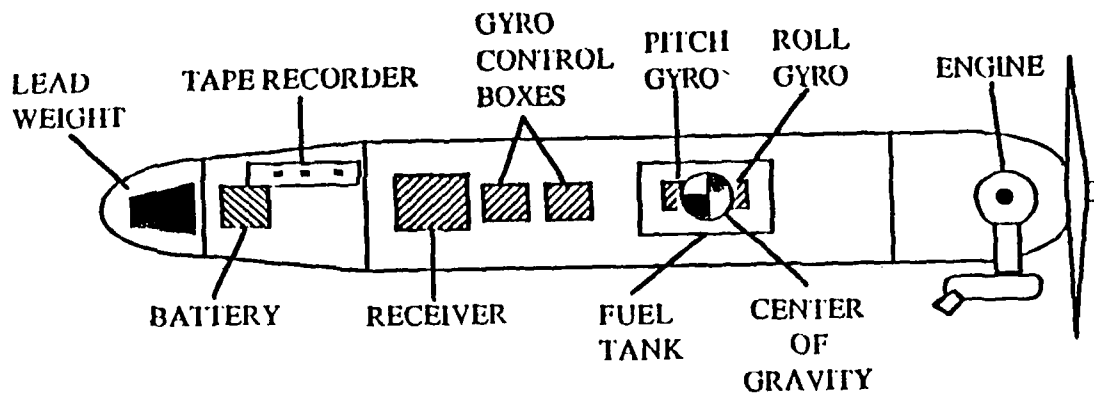 LEAD
WEIGHT
TAPE RECORDER
GYRO
CONTROL
BOXES
PITCH
GYRO
ROLL
GYRO
ENGINE
BATTERY
RECEIVER
FUEL
TANK
CENTER
OF
GRAVITY